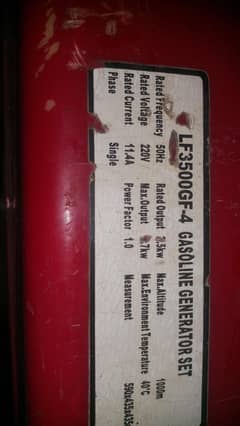 LF3500GF-4 GASOLINE GENERATOR SET
Rated Frequency 50Hz Rated Output 2.5kw Max.Altitude 1000m
Rated Voltage 220V Max.Output .7kw Max.Environment Temperature 40°C
Rated Current 11.4A Power Factor 1.0 Measurement 590x435x435
Phase Single